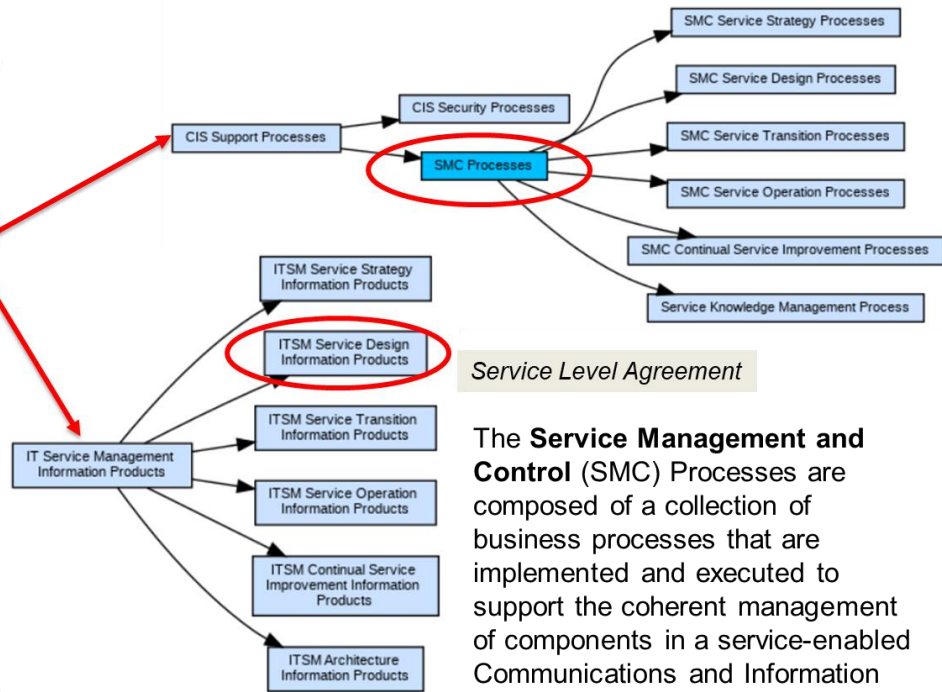 SMC Service Strategy Processes
SMC Service Design Processes
CIS Security Processes
CIS Support Processes
SMC Service Transition Processes
SMC Processes
SMC Service Operation Processes
SMC Continual Service Improvement Processes
Service Knowledge Management Process
ITSM Service Strategy
Information Products
ITSM Service Design
Information Products
Service Level Agreement
ITSM Service Transition
Information Products
IT Service Management
Information Products
ITSM Service Operation
Information Products
ITSM Continual Service
Improvement Information
Products
ITSM Architecture
Information Products
The Service Management and
Control (SMC) Processes are
composed of a collection of
business processes that are
implemented and executed to
support the coherent management
of components in a service-enabled
Communications and Information